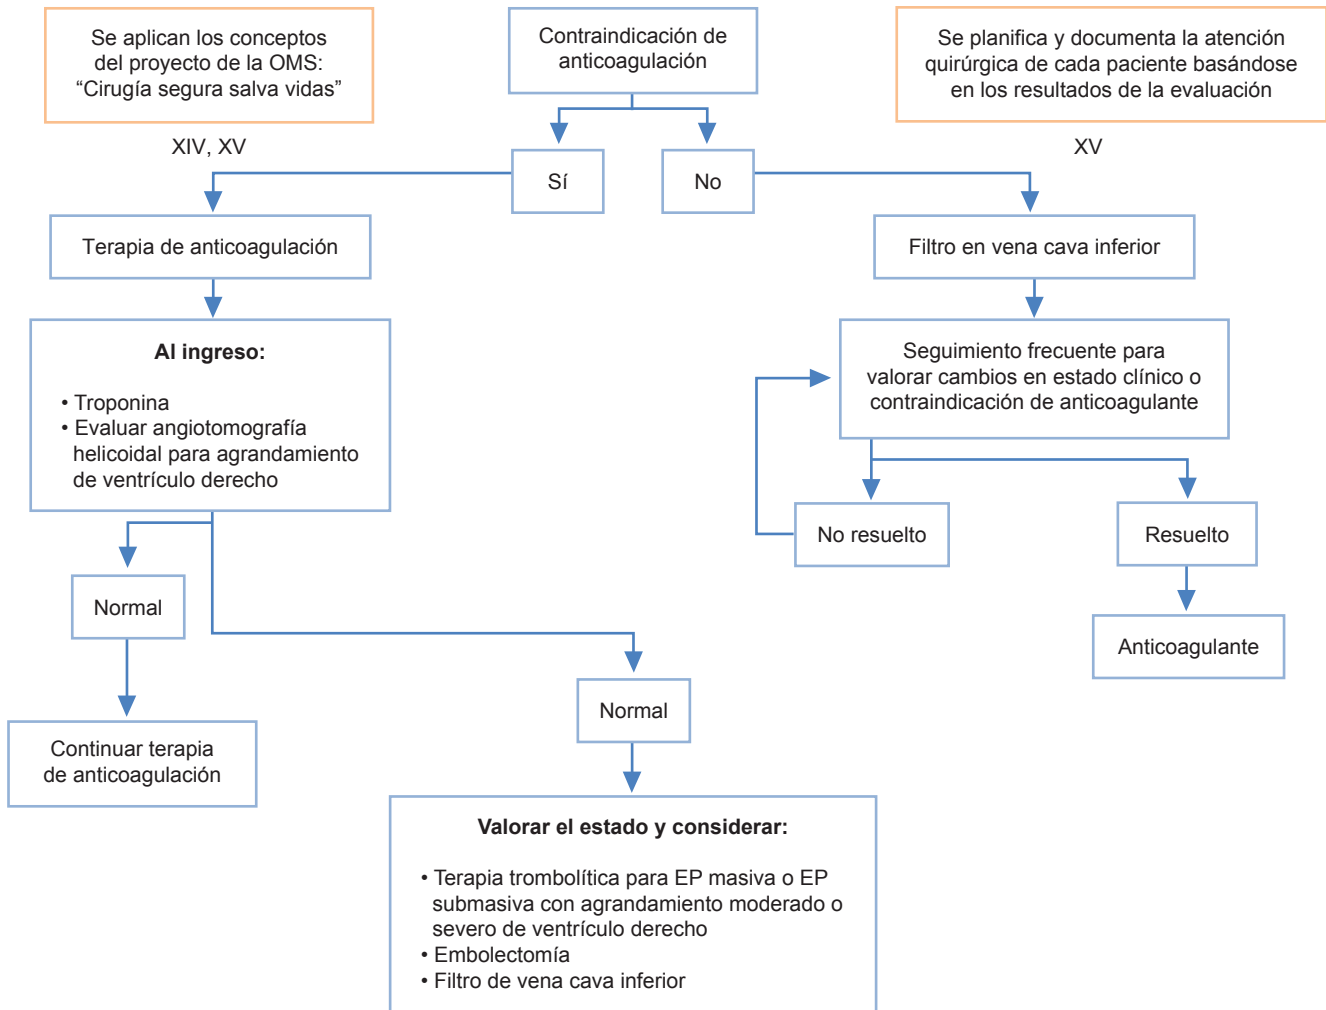 Se aplican los conceptos
del proyecto de la OMS:
“Cirugía segura salva vidas”
Contraindicación de
anticoagulación
Se planifica y documenta la atención
quirúrgica de cada paciente basándose
en los resultados de la evaluación
XIV, XV
XV
Sí
No
Terapia de anticoagulación
Filtro en vena cava inferior
Al ingreso:
• Troponina
• Evaluar angiotomografía
helicoidal para agrandamiento
de ventrículo derecho
Seguimiento frecuente para
valorar cambios en estado clínico o
contraindicación de anticoagulante
No resuelto
Resuelto
Normal
Anticoagulante
Normal
Continuar terapia
de anticoagulación
Valorar el estado y considerar:
• Terapia trombolítica para EP masiva o EP
submasiva con agrandamiento moderado o
severo de ventrículo derecho
• Embolectomía
• Filtro de vena cava inferior